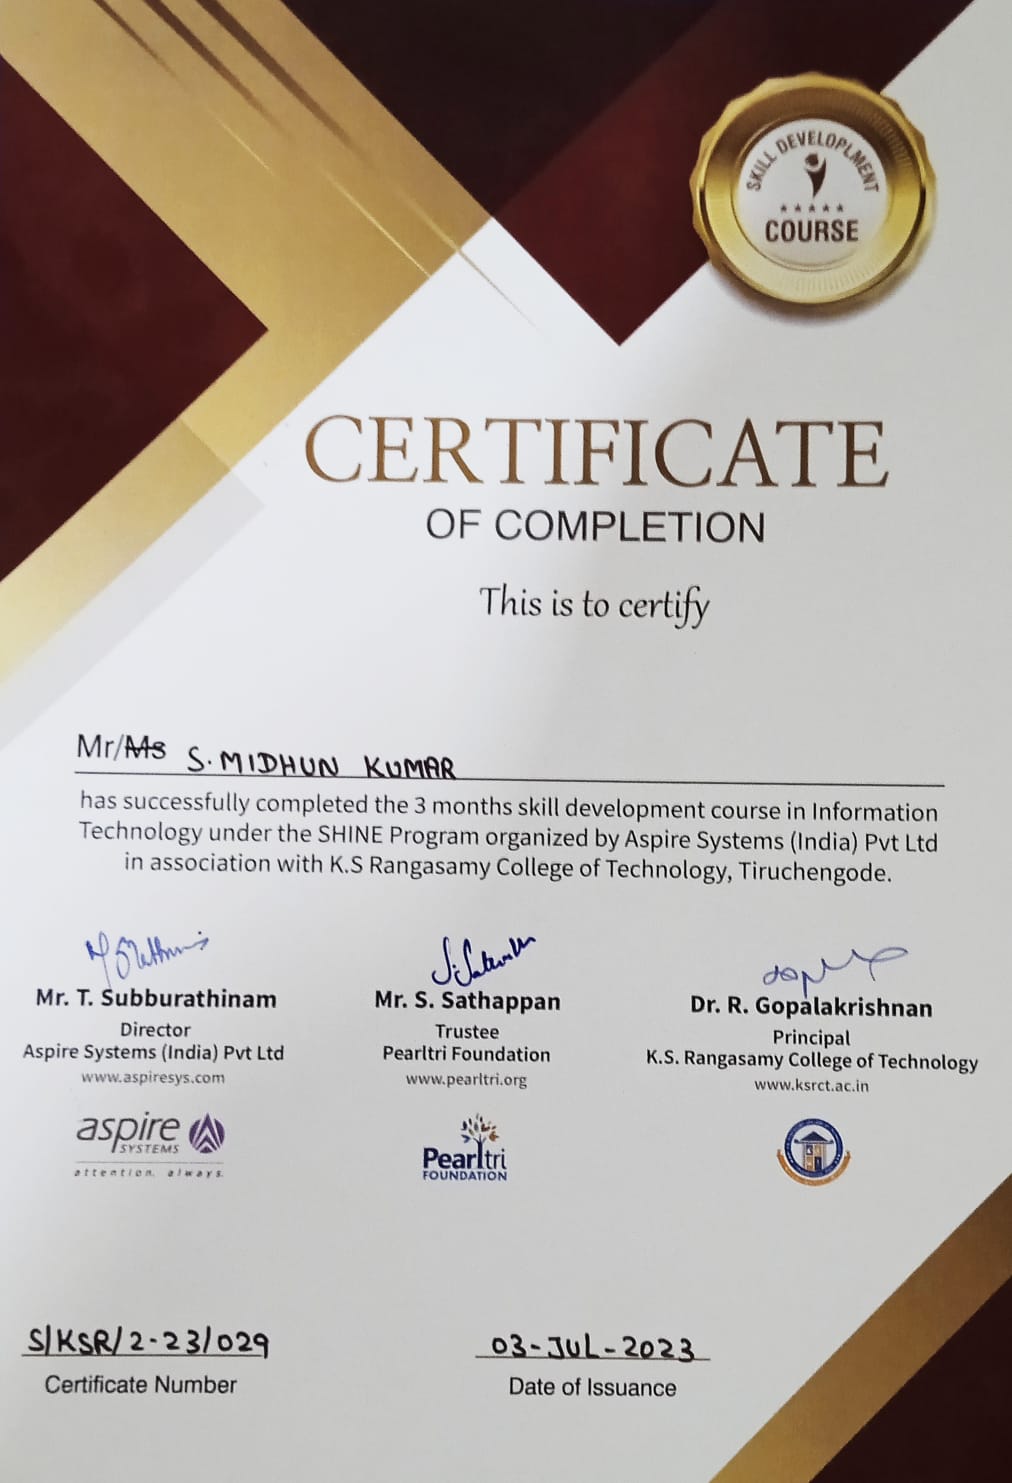 SKILL DEVELOPLMENT
COURSE
CERTIFICATE
OF COMPLETION
This is to certify
Mr/Ms S. MIDHUN KUMAR
has successfully completed the 3 months skill development course in Information
Technology under the SHINE Program organized by Aspire Systems (India) Pvt Ltd
in association with K.S Rangasamy College of Technology, Tiruchengode.
Mr. T. Subburathinam
Director
Aspire Systems (India) Pvt Ltd
www.aspiresys.com
aspire
SYSTEMS
attention. always.
Mr. S. Sathappan
Trustee
Pearltri Foundation
www.pearltri.org
Pearltri
FOUNDATION
Dr. R. Gopalakrishnan
Principal
K.S. Rangasamy College of Technology
www.ksrct.ac.in
S/KSR/2-23/029
Certificate Number
03-JUL-2023
Date of Issuance